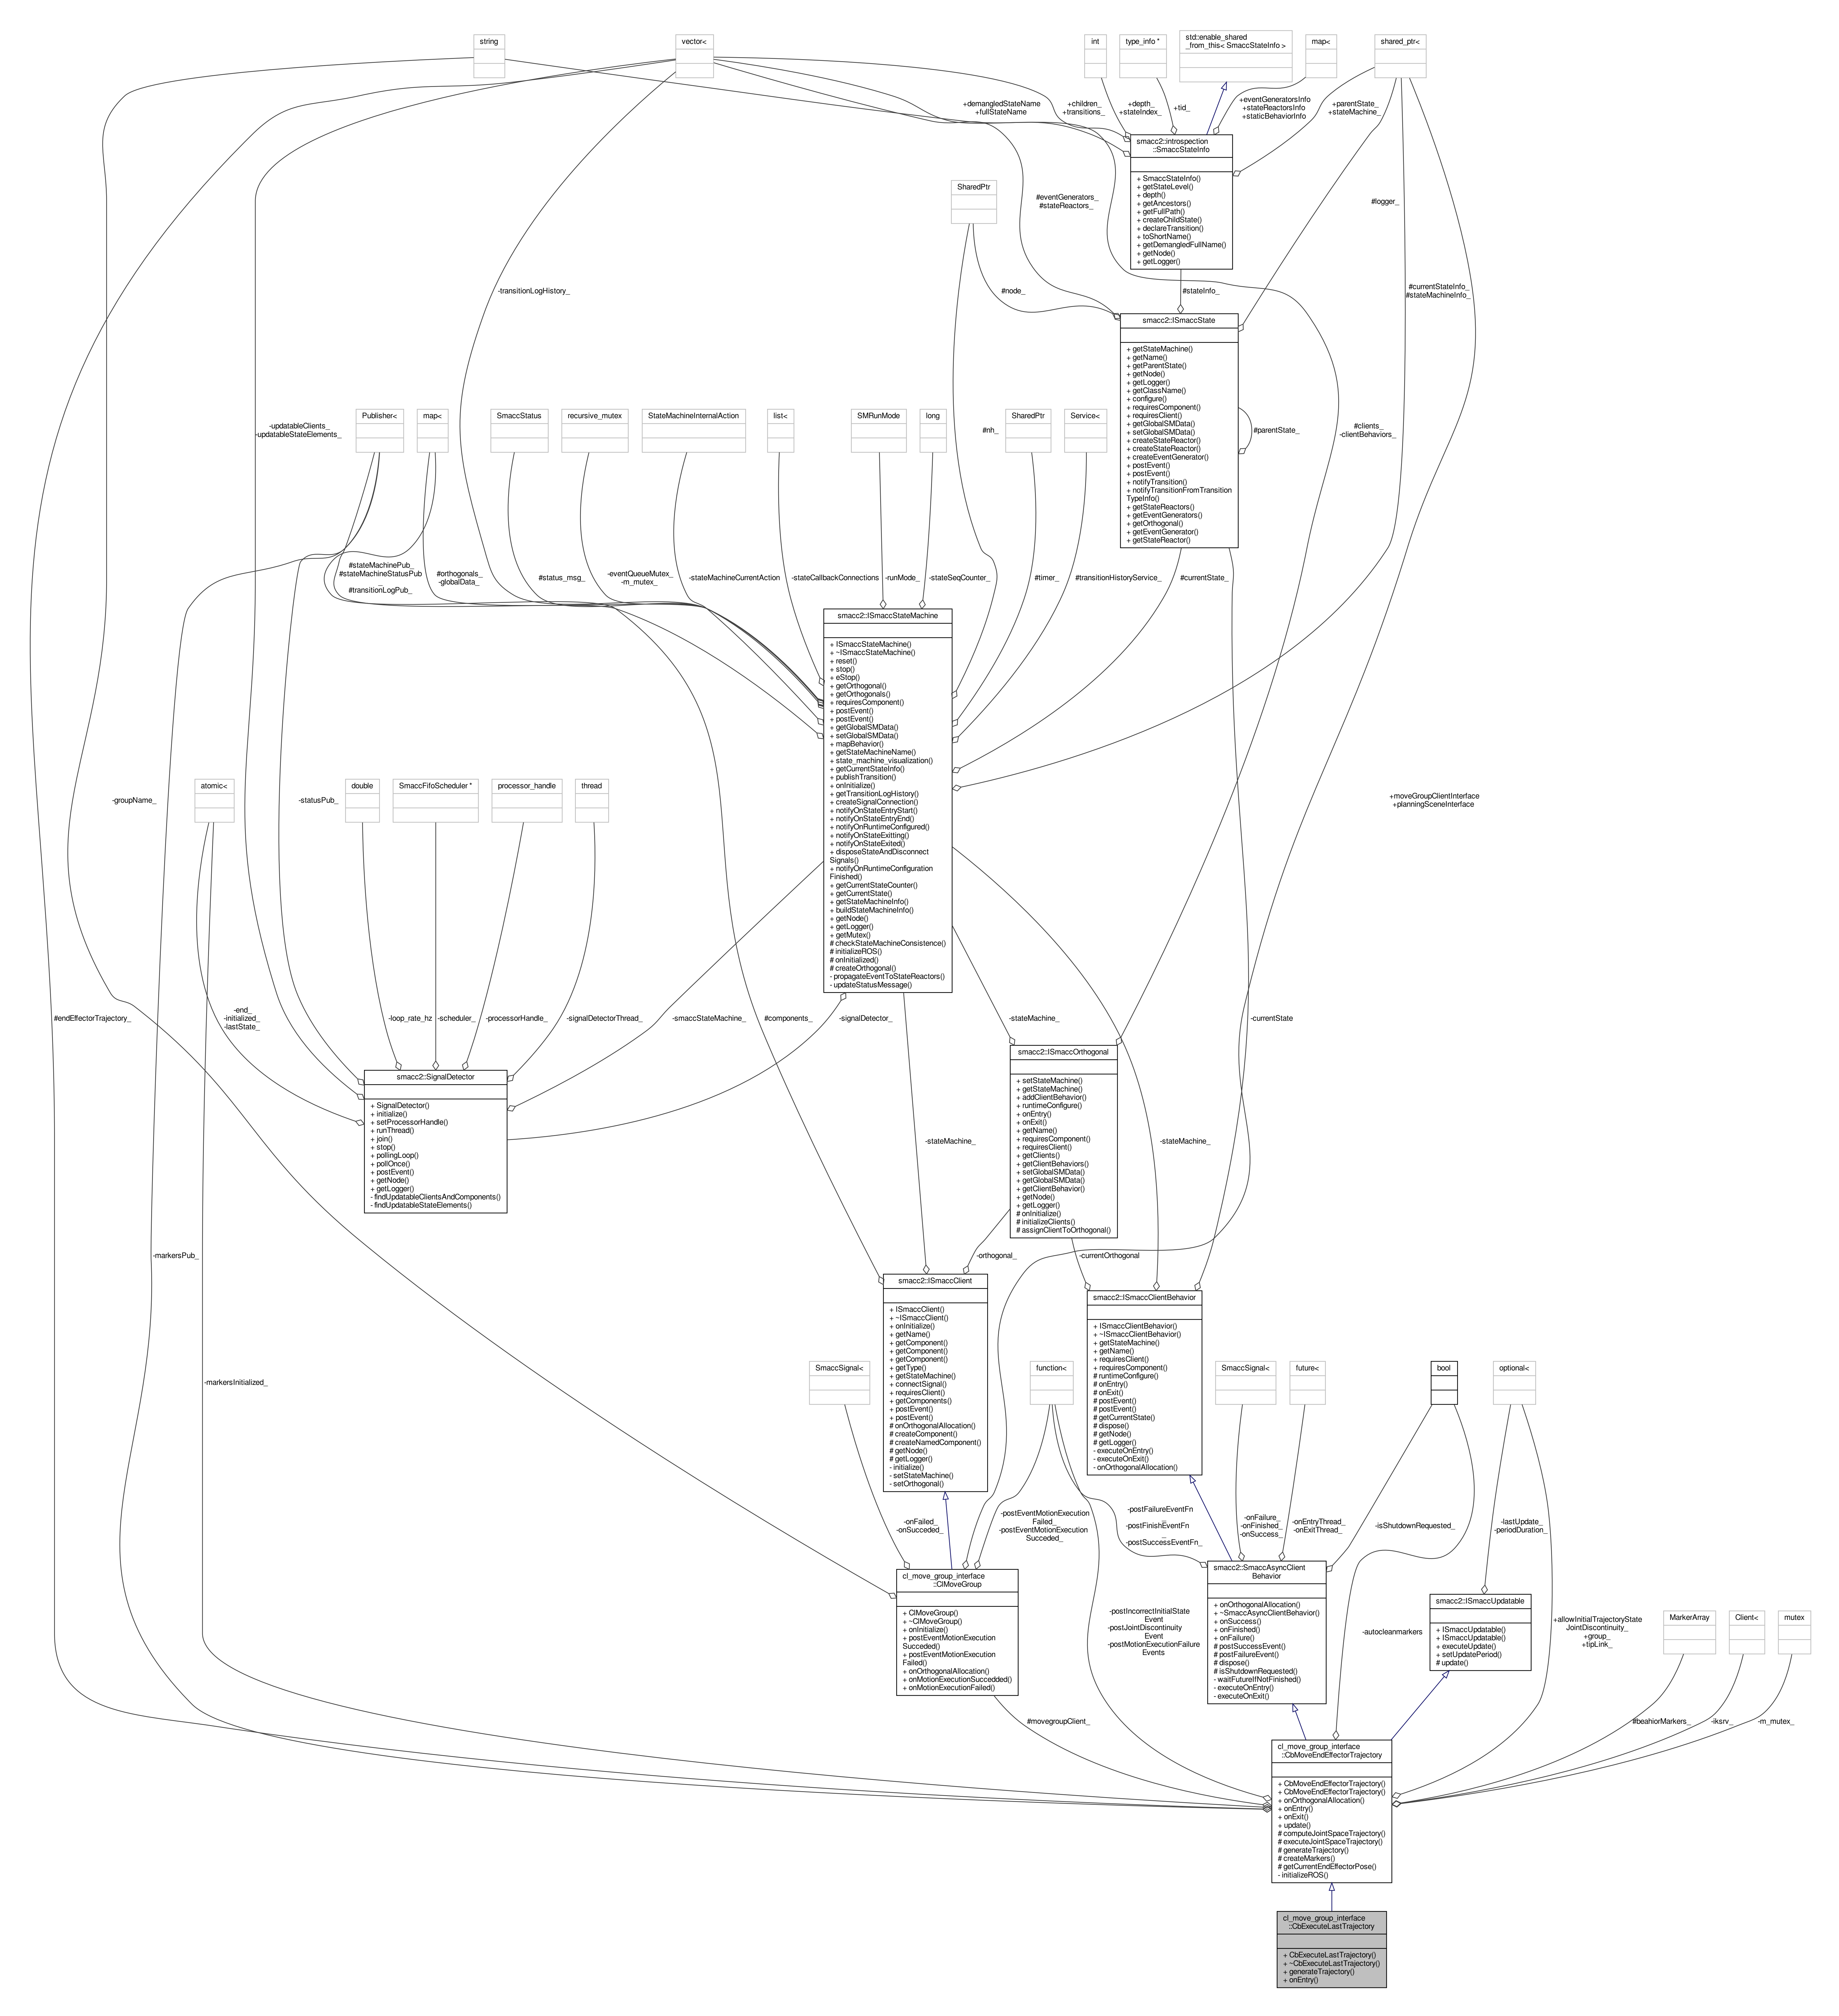 string
vector<
int
type_info *
std::enable_shared
_from_this< SmaccStateInfo >
map<
shared_ptr<
+demangledStateName
+fullStateName
+children_
+transitions_
+depth_
+stateIndex_
+tid_
+eventGeneratorsInfo
+stateReactorsInfo
+staticBehaviorInfo
+parentState_
+stateMachine_
smacc2::introspection
::SmaccStateInfo
+ SmaccStateInfo()
+ getStateLevel()
+ depth()
+ getAncestors()
+ getFullPath()
+ createChildState()
+ declareTransition()
+ toShortName()
+ getDemangledFullName()
+ getNode()
+ getLogger()
SharedPtr
#eventGenerators_
#stateReactors_
#logger_
-transitionLogHistory_
#node_
#stateInfo_
#currentStateInfo_
#stateMachineInfo_
smacc2::ISmaccState
+ getStateMachine()
+ getName()
+ getParentState()
+ getNode()
+ getLogger()
+ getClassName()
+ configure()
+ requiresComponent()
+ requiresClient()
+ getGlobalSMData()
+ setGlobalSMData()
+ createStateReactor()
+ createStateReactor()
+ createEventGenerator()
+ postEvent()
+ postEvent()
+ notifyTransition()
+ notifyTransitionFromTransition
TypeInfo()
+ getStateReactors()
+ getEventGenerators()
+ getOrthogonal()
+ getEventGenerator()
+ getStateReactor()
#parentState_
#clients_
-clientBehaviors_
-updatableClients_
-updatableStateElements_
Publisher<
map<
SmaccStatus
recursive_mutex
StateMachineInternalAction
list<
SMRunMode
long
#nh_
SharedPtr
Service<
#stateMachinePub_
#stateMachineStatusPub
_
#transitionLogPub_
#orthogonals_
-globalData_
#status_msg_
-eventQueueMutex_
-m_mutex_
-stateMachineCurrentAction
-stateCallbackConnections
-runMode_
-stateSeqCounter_
#timer_
#transitionHistoryService_
#currentState_
smacc2::ISmaccStateMachine
+ ISmaccStateMachine()
+ ~ISmaccStateMachine()
+ reset()
+ stop()
+ eStop()
+ getOrthogonal()
+ getOrthogonals()
+ requiresComponent()
+ postEvent()
+ postEvent()
+ getGlobalSMData()
+ setGlobalSMData()
+ mapBehavior()
+ getStateMachineName()
+ state_machine_visualization()
+ getCurrentStateInfo()
+ publishTransition()
+ onInitialize()
+ getTransitionLogHistory()
+ createSignalConnection()
+ notifyOnStateEntryStart()
+ notifyOnStateEntryEnd()
+ notifyOnRuntimeConfigured()
+ notifyOnStateExitting()
+ notifyOnStateExited()
+ disposeStateAndDisconnect
Signals()
+ notifyOnRuntimeConfiguration
Finished()
+ getCurrentStateCounter()
+ getCurrentState()
+ getStateMachineInfo()
+ buildStateMachineInfo()
+ getNode()
+ getLogger()
+ getMutex()
# checkStateMachineConsistence()
# initializeROS()
# onInitialized()
# createOrthogonal()
- propagateEventToStateReactors()
- updateStatusMessage()
atomic<
double
SmaccFifoScheduler *
processor_handle
thread
-groupName_
-statusPub_
+moveGroupClientInterface
+planningSceneInterface
#endEffectorTrajectory_
-end_
-initialized_
-lastState_
-loop_rate_hz
-scheduler_
-processorHandle_
-signalDetectorThread_
-smaccStateMachine_
#components_
-signalDetector_
-stateMachine_
-currentState
smacc2::SignalDetector
+ SignalDetector()
+ initialize()
+ setProcessorHandle()
+ runThread()
+ join()
+ stop()
+ pollingLoop()
+ pollOnce()
+ postEvent()
+ getNode()
+ getLogger()
- findUpdatableClientsAndComponents()
- findUpdatableStateElements()
smacc2::ISmaccOrthogonal
+ setStateMachine()
+ getStateMachine()
+ addClientBehavior()
+ runtimeConfigure()
+ onEntry()
+ onExit()
+ getName()
+ requiresComponent()
+ requiresClient()
+ getClients()
+ getClientBehaviors()
+ setGlobalSMData()
+ getGlobalSMData()
+ getClientBehavior()
+ getNode()
+ getLogger()
# onInitialize()
# initializeClients()
# assignClientToOrthogonal()
-stateMachine_
-stateMachine_
-markersPub_
-orthogonal_
-currentOrthogonal
smacc2::ISmaccClient
+ ISmaccClient()
+ ~ISmaccClient()
+ onInitialize()
+ getName()
+ getComponent()
+ getComponent()
+ getComponent()
+ getType()
+ getStateMachine()
+ connectSignal()
+ requiresClient()
+ getComponents()
+ postEvent()
+ postEvent()
# onOrthogonalAllocation()
# createComponent()
# createNamedComponent()
# getNode()
# getLogger()
- initialize()
- setStateMachine()
- setOrthogonal()
smacc2::ISmaccClientBehavior
+ ISmaccClientBehavior()
+ ~ISmaccClientBehavior()
+ getStateMachine()
+ getName()
+ requiresClient()
+ requiresComponent()
# runtimeConfigure()
# onEntry()
# onExit()
# postEvent()
# postEvent()
# getCurrentState()
# dispose()
# getNode()
# getLogger()
- executeOnEntry()
- executeOnExit()
- onOrthogonalAllocation()
-markersInitialized_
SmaccSignal<
function<
SmaccSignal<
future<
bool
optional<
-onFailed_
-onSucceded_
-postEventMotionExecution
Failed_
-postEventMotionExecution
Succeded_
-postFailureEventFn
_
-postFinishEventFn
_
-postSuccessEventFn_
-onFailure_
-onFinished_
-onSuccess_
-onEntryThread_
-onExitThread_
-isShutdownRequested_
-lastUpdate_
-periodDuration_
cl_move_group_interface
::ClMoveGroup
+ ClMoveGroup()
+ ~ClMoveGroup()
+ onInitialize()
+ postEventMotionExecution
Succeded()
+ postEventMotionExecution
Failed()
+ onOrthogonalAllocation()
+ onMotionExecutionSuccedded()
+ onMotionExecutionFailed()
smacc2::SmaccAsyncClient
Behavior
+ onOrthogonalAllocation()
+ ~SmaccAsyncClientBehavior()
+ onSuccess()
+ onFinished()
+ onFailure()
# postSuccessEvent()
# postFailureEvent()
# dispose()
# isShutdownRequested()
- waitFutureIfNotFinished()
- executeOnEntry()
- executeOnExit()
smacc2::ISmaccUpdatable
+ ISmaccUpdatable()
+ ISmaccUpdatable()
+ executeUpdate()
+ setUpdatePeriod()
# update()
-postIncorrectInitialState
Event
-postJointDiscontinuity
Event
-postMotionExecutionFailure
Events
-autocleanmarkers
+allowInitialTrajectoryState
JointDiscontinuity_
+group_
+tipLink_
MarkerArray
Client<
mutex
#movegroupClient_
#beahiorMarkers_
-iksrv_
-m_mutex_
cl_move_group_interface
::CbMoveEndEffectorTrajectory
+ CbMoveEndEffectorTrajectory()
+ CbMoveEndEffectorTrajectory()
+ onOrthogonalAllocation()
+ onEntry()
+ onExit()
+ update()
# computeJointSpaceTrajectory()
# executeJointSpaceTrajectory()
# generateTrajectory()
# createMarkers()
# getCurrentEndEffectorPose()
- initializeROS()
cl_move_group_interface
::CbExecuteLastTrajectory
+ CbExecuteLastTrajectory()
+ ~CbExecuteLastTrajectory()
+ generateTrajectory()
+ onEntry()